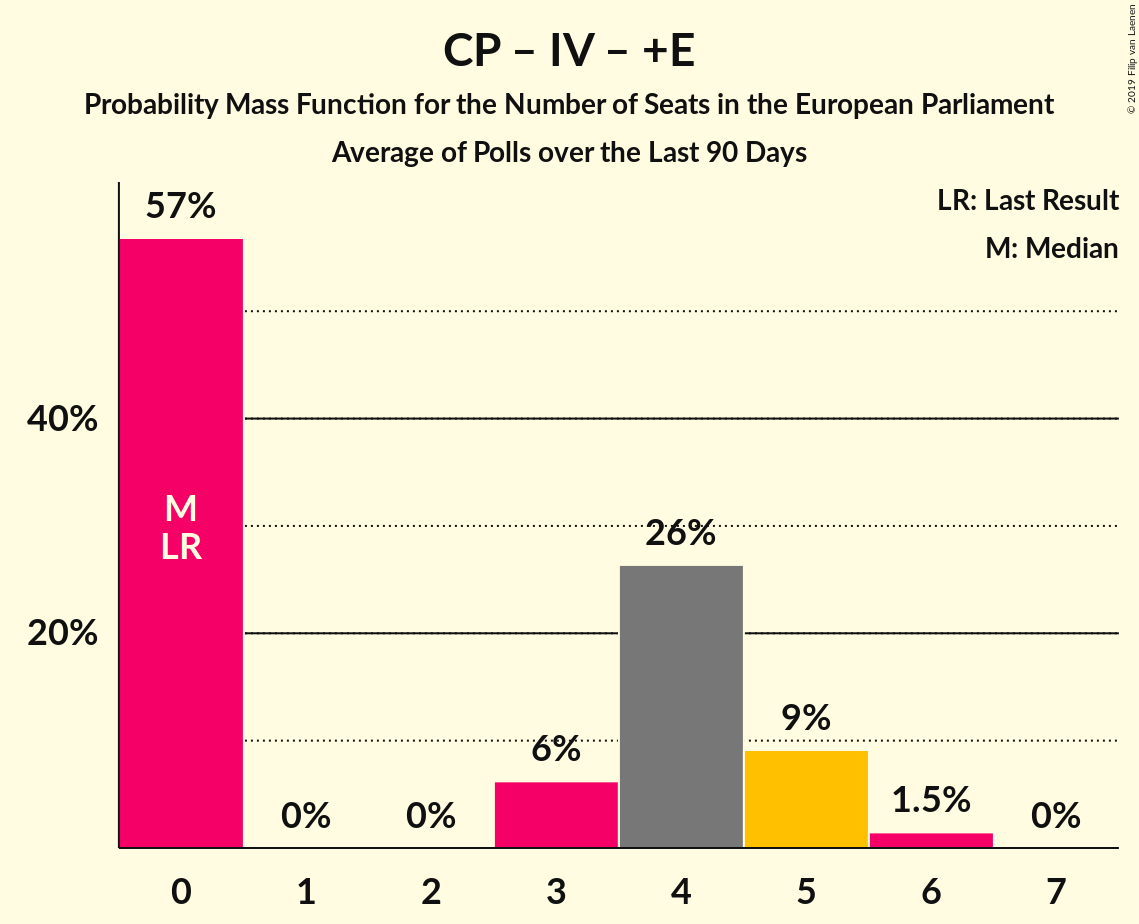 CP – IV – +E
Probability Mass Function for the Number of Seats in the European Parliament
Average of Polls over the Last 90 Days
© 2019 Filip van Laenen
LR: Last Result
M: Median
57%
40%
M
LR
26%
20%
9%
6%
1.5%
0%
0%
0%
0
1
2
3
4
5
6
7